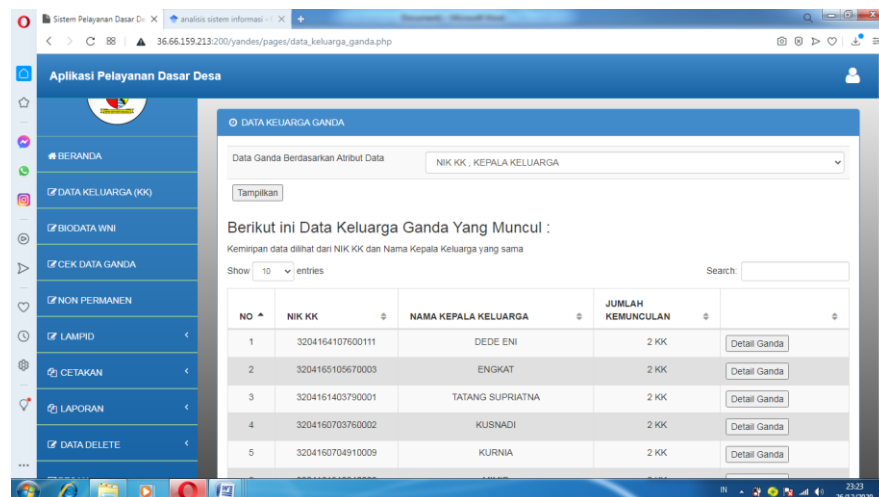 Sistem Pelayanan Dasar De
analisis sistem informasi - C
36.66.159.213:200/yandes/pages/data_keluarga_ganda.php
Aplikasi Pelayanan Dasar Desa
BERANDA
DATA KELUARGA (KK)
BIODATA WNI
CEK DATA GANDA
NON PERMANEN
LAMPID
CETAKAN
LAPORAN
DATA DELETE
DATA KELUARGA GANDA
Data Ganda Berdasarkan Atribut Data NIK KK , KEPALA KELUARGA
Tampilkan
Berikut ini Data Keluarga Ganda Yang Muncul :
Kemiripan data dilihat dari NIK KK dan Nama Kepala Keluarga yang sama
Show 10 entries Search:
NO NIK KK NAMA KEPALA KELUARGA JUMLAH KEMUNCULAN
1 3204164107600111 DEDE ENI 2 KK Detail Ganda
2 3204165105670003 ENGKAT 2 KK Detail Ganda
3 3204161403790001 TATANG SUPRIATNA 2 KK Detail Ganda
4 3204160703760002 KUSNADI 2 KK Detail Ganda
5 3204160704910009 KURNIA 2 KK Detail Ganda
IN 23:23